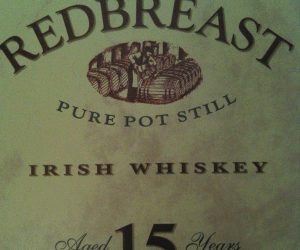 REDBREAST
PURE POT STILL
IRISH WHISKEY
Aged 15 Years